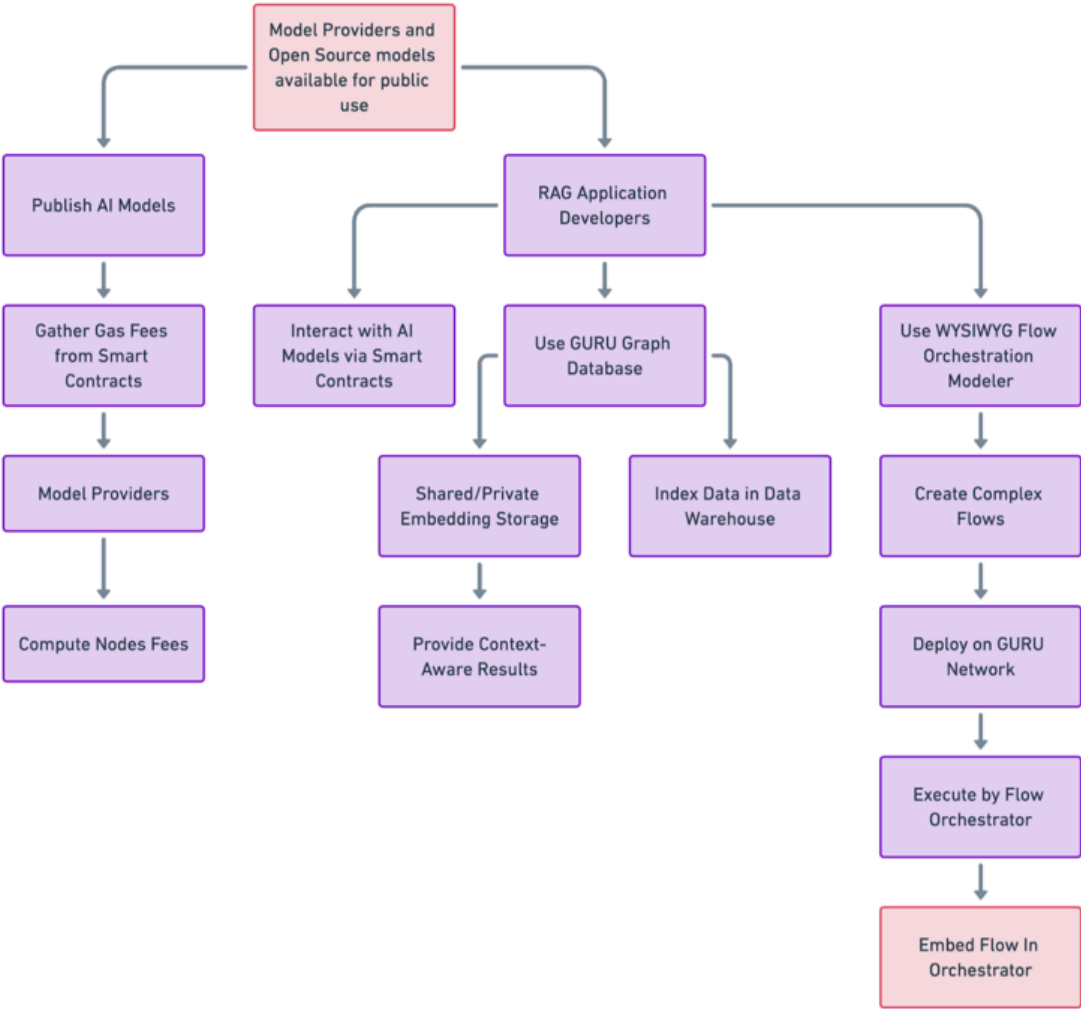 Model Providers and
Open Source models
available for public
use
Publish AI Models
RAG Application
Developers
Gather Gas Fees
from Smart
Contracts
Interact with AI
Models via Smart
Contracts
Use GURU Graph
Database
Use WYSIWYG Flow
Orchestration
Modeler
Model Providers
Shared/Private
Embedding Storage
Index Data in Data
Warehouse
Create Complex
Flows
Compute Nodes Fees
Provide Context-
Aware Results
Deploy on GURU
Network
Execute by Flow
Orchestrator
Embed Flow In
Orchestrator